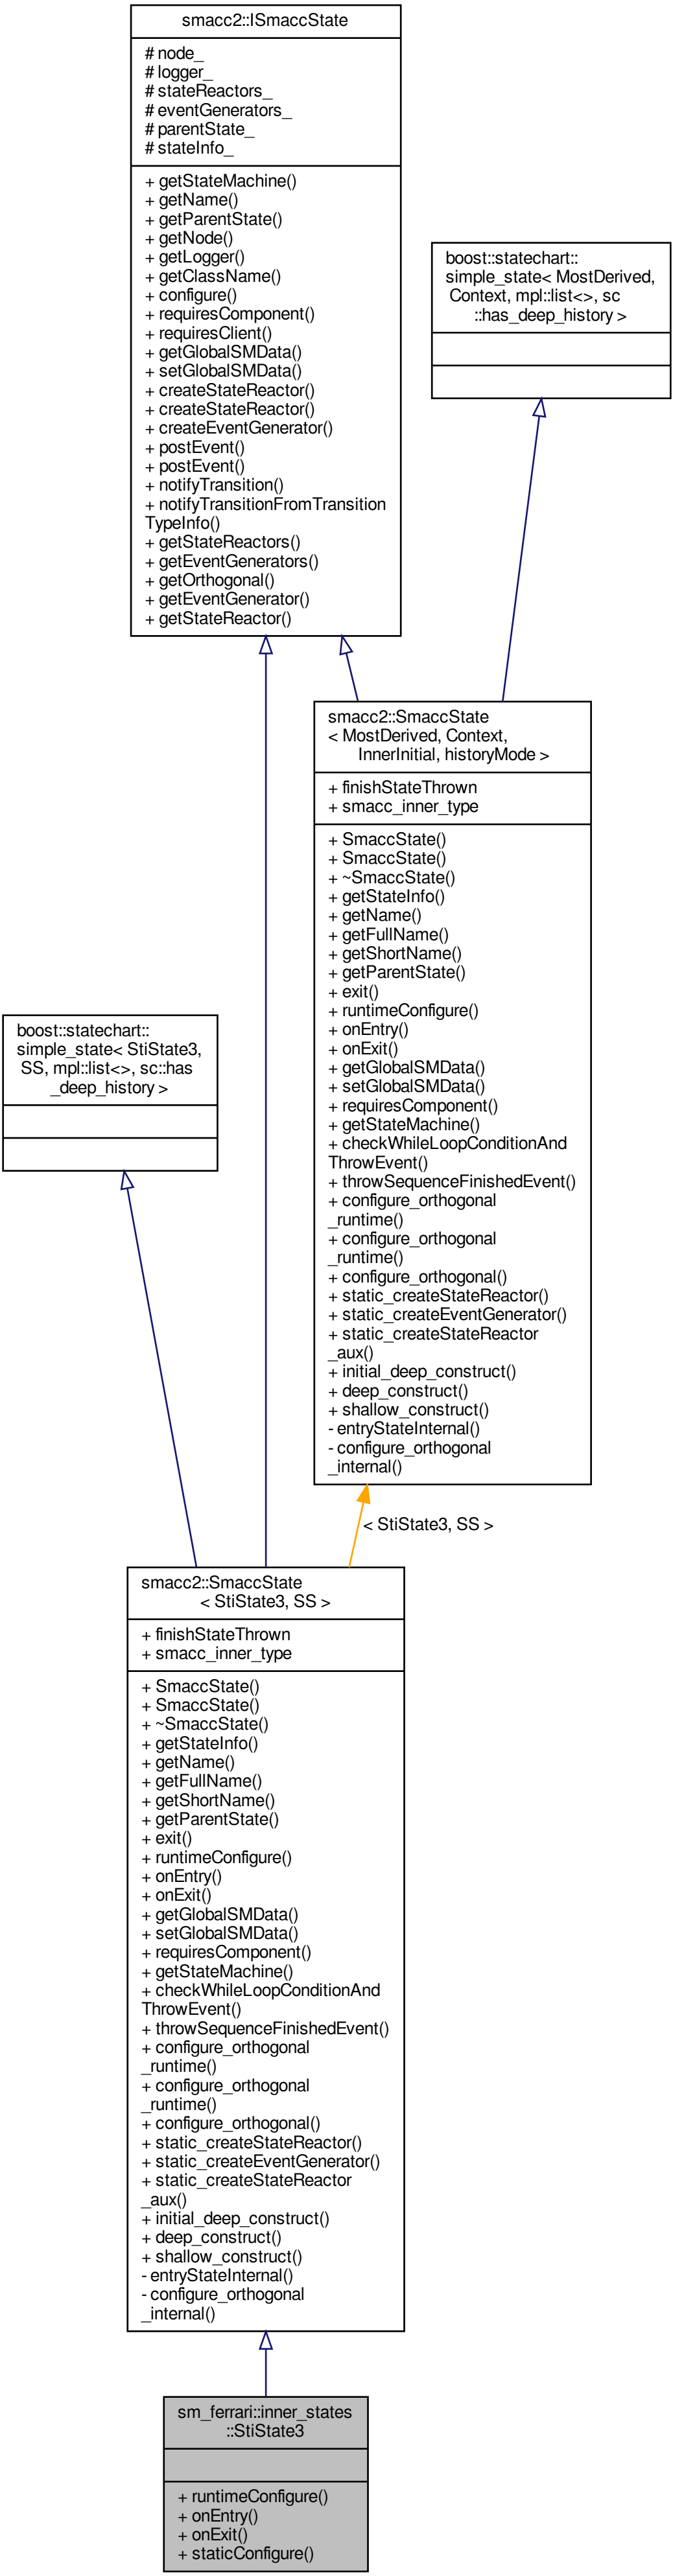 smacc2::ISmaccState
# node_
# logger_
# stateReactors_
# eventGenerators_
# parentState_
# stateInfo_
+ getStateMachine()
+ getName()
+ getParentState()
+ getNode()
+ getLogger()
+ getClassName()
+ configure()
+ requiresComponent()
+ requiresClient()
+ getGlobalSMData()
+ setGlobalSMData()
+ createStateReactor()
+ createStateReactor()
+ createEventGenerator()
+ postEvent()
+ postEvent()
+ notifyTransition()
+ notifyTransitionFromTransition
TypeInfo()
+ getStateReactors()
+ getEventGenerators()
+ getOrthogonal()
+ getEventGenerator()
+ getStateReactor()
boost::statechart::
simple_state< MostDerived,
Context, mpl::list<>, sc
::has_deep_history >
smacc2::SmaccState
< MostDerived, Context,
InnerInitial, historyMode >
+ finishStateThrown
+ smacc_inner_type
+ SmaccState()
+ SmaccState()
+ ~SmaccState()
+ getStateInfo()
+ getName()
+ getFullName()
+ getShortName()
+ getParentState()
+ exit()
+ runtimeConfigure()
+ onEntry()
+ onExit()
+ getGlobalSMData()
+ setGlobalSMData()
+ requiresComponent()
+ getStateMachine()
+ checkWhileLoopConditionAnd
ThrowEvent()
+ throwSequenceFinishedEvent()
+ configure_orthogonal
_runtime()
+ configure_orthogonal
_runtime()
+ configure_orthogonal()
+ static_createStateReactor()
+ static_createEventGenerator()
+ static_createStateReactor
_aux()
+ initial_deep_construct()
+ deep_construct()
+ shallow_construct()
- entryStateInternal()
- configure_orthogonal
_internal()
boost::statechart::
simple_state< StiState3,
SS, mpl::list<>, sc::has
_deep_history >
< StiState3, SS >
smacc2::SmaccState
< StiState3, SS >
+ finishStateThrown
+ smacc_inner_type
+ SmaccState()
+ SmaccState()
+ ~SmaccState()
+ getStateInfo()
+ getName()
+ getFullName()
+ getShortName()
+ getParentState()
+ exit()
+ runtimeConfigure()
+ onEntry()
+ onExit()
+ getGlobalSMData()
+ setGlobalSMData()
+ requiresComponent()
+ getStateMachine()
+ checkWhileLoopConditionAnd
ThrowEvent()
+ throwSequenceFinishedEvent()
+ configure_orthogonal
_runtime()
+ configure_orthogonal
_runtime()
+ configure_orthogonal()
+ static_createStateReactor()
+ static_createEventGenerator()
+ static_createStateReactor
_aux()
+ initial_deep_construct()
+ deep_construct()
+ shallow_construct()
- entryStateInternal()
- configure_orthogonal
_internal()
sm_ferrari::inner_states
::StiState3
+ runtimeConfigure()
+ onEntry()
+ onExit()
+ staticConfigure()